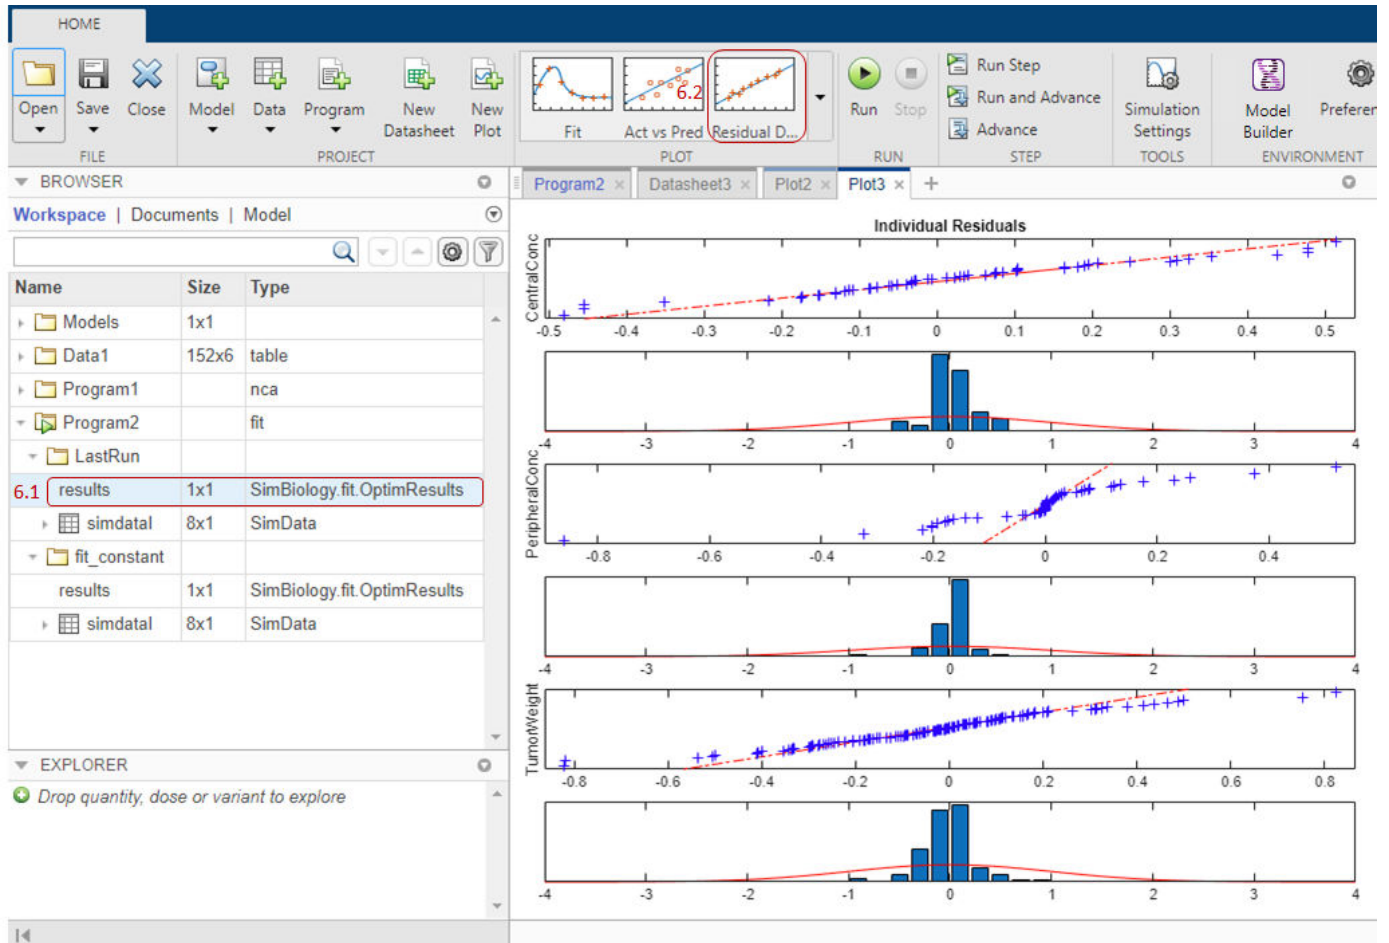 HOME
Open
Save
Close
Model
Data
Program
New
Datasheet
New
Plot
Fit
Act vs Pred
6.2
Residual D...
Run
Stop
Run Step
Run and Advance
Advance
Simulation
Settings
Model
Builder
Preferen
FILE
PROJECT
PLOT
RUN
STEP
TOOLS
ENVIRONMENT
BROWSER
Workspace | Documents | Model
Name Size Type
Models 1x1
Data1 152x6 table
Program1 nca
Program2 fit
LastRun
6.1 results 1x1 SimBiology.fit.OptimResults
simdataI 8x1 SimData
fit_constant
results 1x1 SimBiology.fit.OptimResults
simdataI 8x1 SimData
EXPLORER
Drop quantity, dose or variant to explore
Program2 × Datasheet3 × Plot2 × Plot3 × +
Individual Residuals
CentralConc
-0.5 -0.4 -0.3 -0.2 -0.1 0 0.1 0.2 0.3 0.4 0.5
-4 -3 -2 -1 0 1 2 3 4
PeripheralConc
-0.8 -0.6 -0.4 -0.2 0 0.2 0.4
-4 -3 -2 -1 0 1 2 3 4
TumorWeight
-0.8 -0.6 -0.4 -0.2 0 0.2 0.4 0.6 0.8
-4 -3 -2 -1 0 1 2 3 4